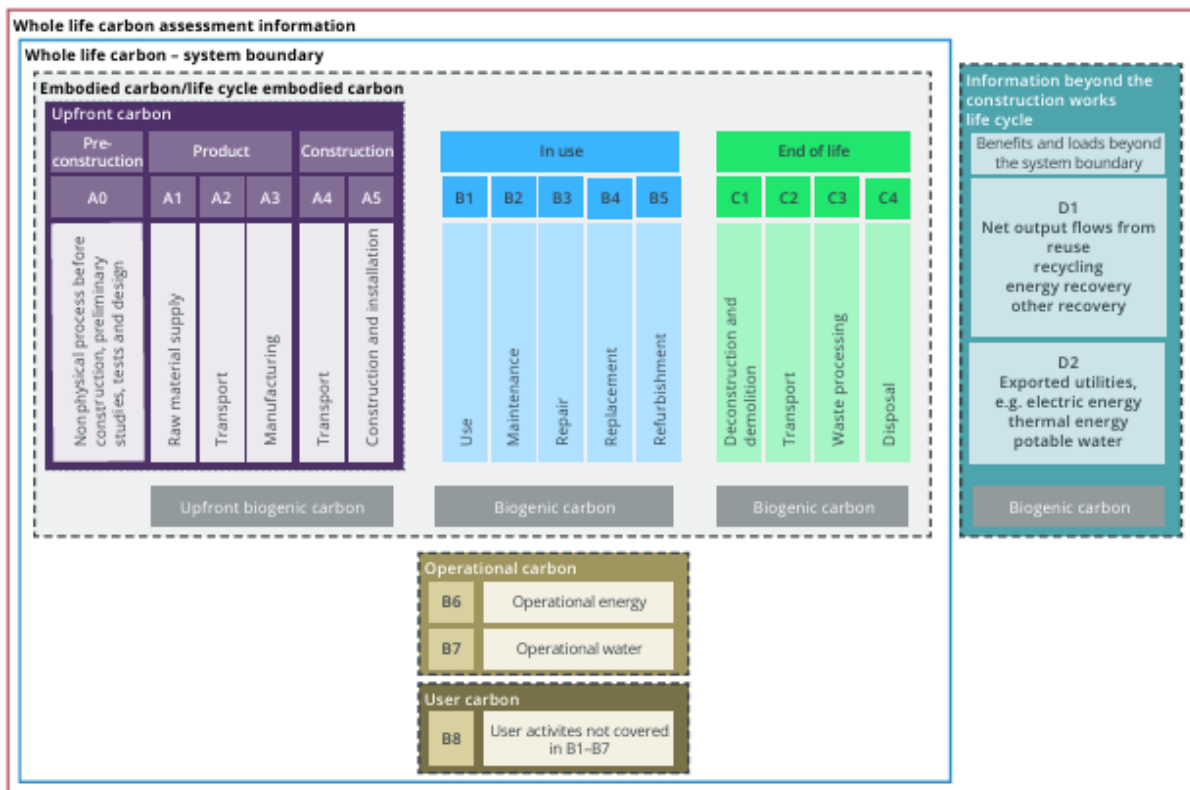 Whole life carbon assessment information
Whole life carbon – system boundary
Embodied carbon/life cycle embodied carbon
Upfront carbon
Pre-
construction
Product
Construction
A0
A1
A2
A3
A4
A5
Non physical process before
construction, preliminary
studies, tests and design
Raw material supply
Transport
Manufacturing
Transport
Construction and installation
Upfront biogenic carbon
In use
B1
B2
B3
B4
B5
Use
Maintenance
Repair
Replacement
Refurbishment
Biogenic carbon
End of life
C1
C2
C3
C4
Deconstruction and
demolition
Transport
Waste processing
Disposal
Biogenic carbon
Operational carbon
B6
Operational energy
B7
Operational water
User carbon
B8
User activites not covered
in B1–B7
Information beyond the
construction works
life cycle
Benefits and loads beyond
the system boundary
D1
Net output flows from
reuse
recycling
energy recovery
other recovery
D2
Exported utilities,
e.g. electric energy
thermal energy
potable water
Biogenic carbon